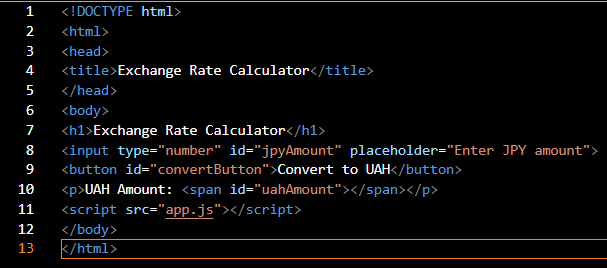 1 <!DOCTYPE html>
2 <html>
3 <head>
4 <title>Exchange Rate Calculator</title>
5 </head>
6 <body>
7 <h1>Exchange Rate Calculator</h1>
8 <input type="number" id="jpyAmount" placeholder="Enter JPY amount">
9 <button id="convertButton">Convert to UAH</button>
10 <p>UAH Amount: <span id="uahAmount"></span></p>
11 <script src="app.js"></script>
12 </body>
13 </html>